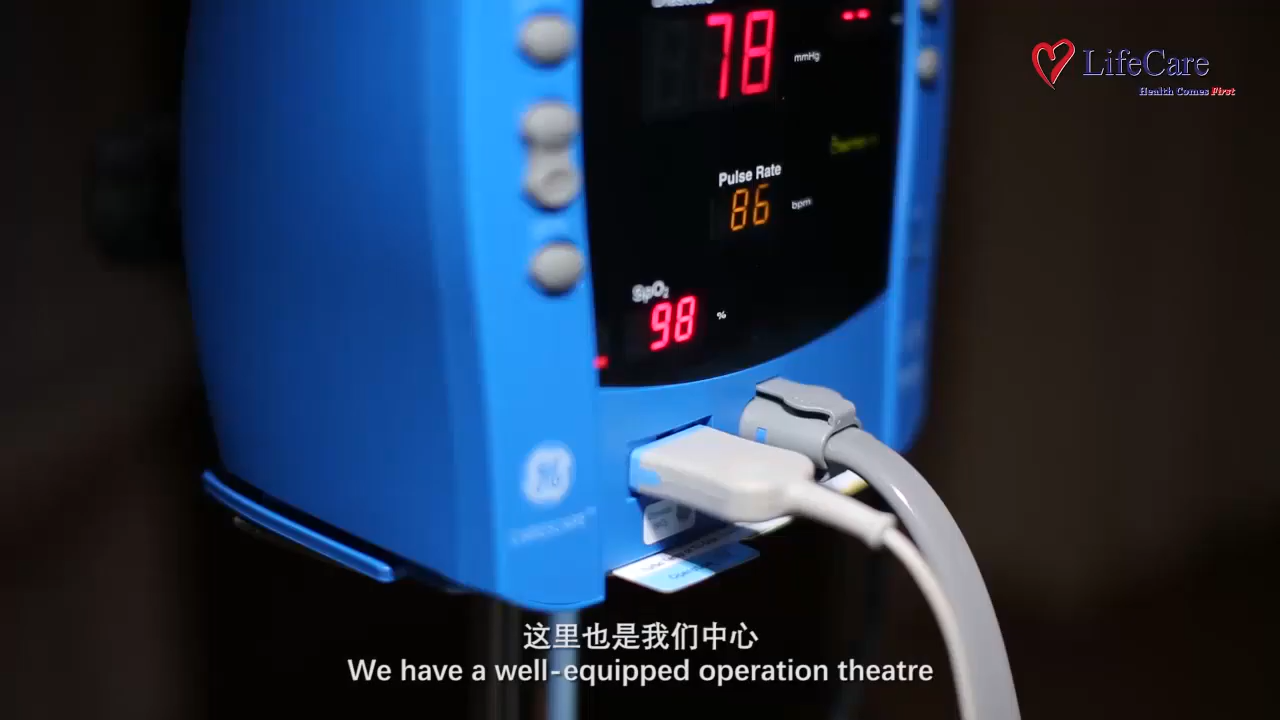 78
mmHg
LifeCare
Health Comes First
Pulse Rate
86
bpm
SpO₂
98
%
这里也是我们中心
We have a well-equipped operation theatre